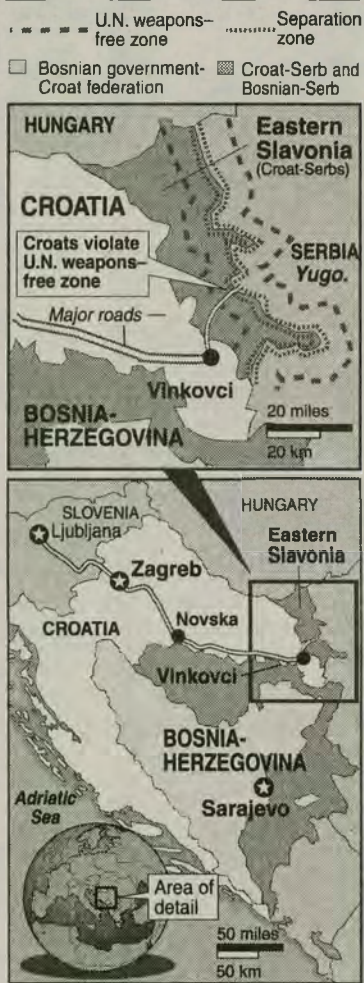 U.N. weapons–
free zone
Separation
zone
Bosnian government-
Croat federation
Croat-Serb and
Bosnian-Serb
HUNGARY
Eastern
Slavonia
(Croat-Serbs)
CROATIA
Croats violate
U.N. weapons–
free zone
SERBIA
Yugo.
Major roads
Vinkovci
BOSNIA-
HERZEGOVINA
20 miles
20 km
SLOVENIA
Ljubljana
HUNGARY
Eastern
Slavonia
Zagreb
Novska
CROATIA
Vinkovci
BOSNIA-
HERZEGOVINA
Sarajevo
Adriatic
Sea
Area of
detail
50 miles
50 km